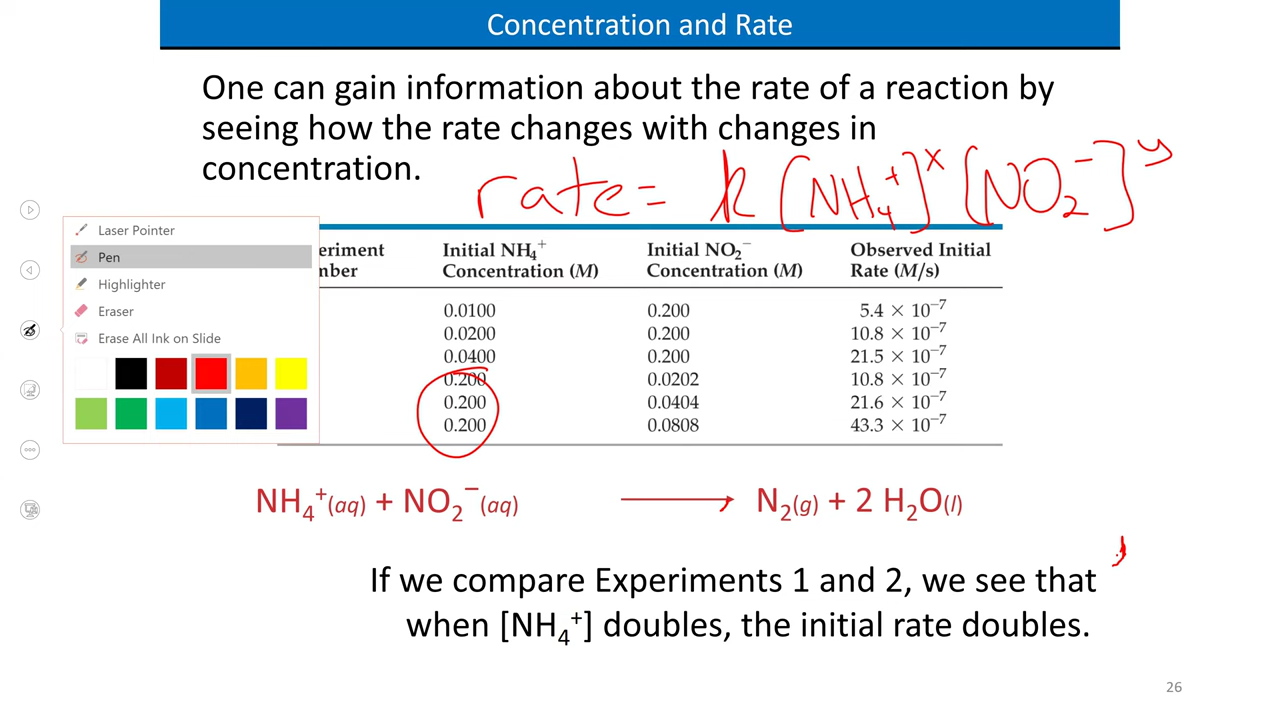 Concentration and Rate
One can gain information about the rate of a reaction by
seeing how the rate changes with changes in
concentration.
rate = k [NH₄⁺]ˣ [NO₂⁻]ʸ
Laser Pointer
Pen
Highlighter
Eraser
Erase All Ink on Slide
eriment Initial NH₄⁺ Initial NO₂⁻ Observed Initial
mber Concentration (M) Concentration (M) Rate (M/s)
0.0100 0.200 5.4 × 10⁻⁷
0.0200 0.200 10.8 × 10⁻⁷
0.0400 0.200 21.5 × 10⁻⁷
0.200 0.0202 10.8 × 10⁻⁷
0.200 0.0404 21.6 × 10⁻⁷
0.200 0.0808 43.3 × 10⁻⁷
NH₄⁺(aq) + NO₂⁻(aq) → N₂(g) + 2 H₂O(l)
If we compare Experiments 1 and 2, we see that
when [NH₄⁺] doubles, the initial rate doubles.
26